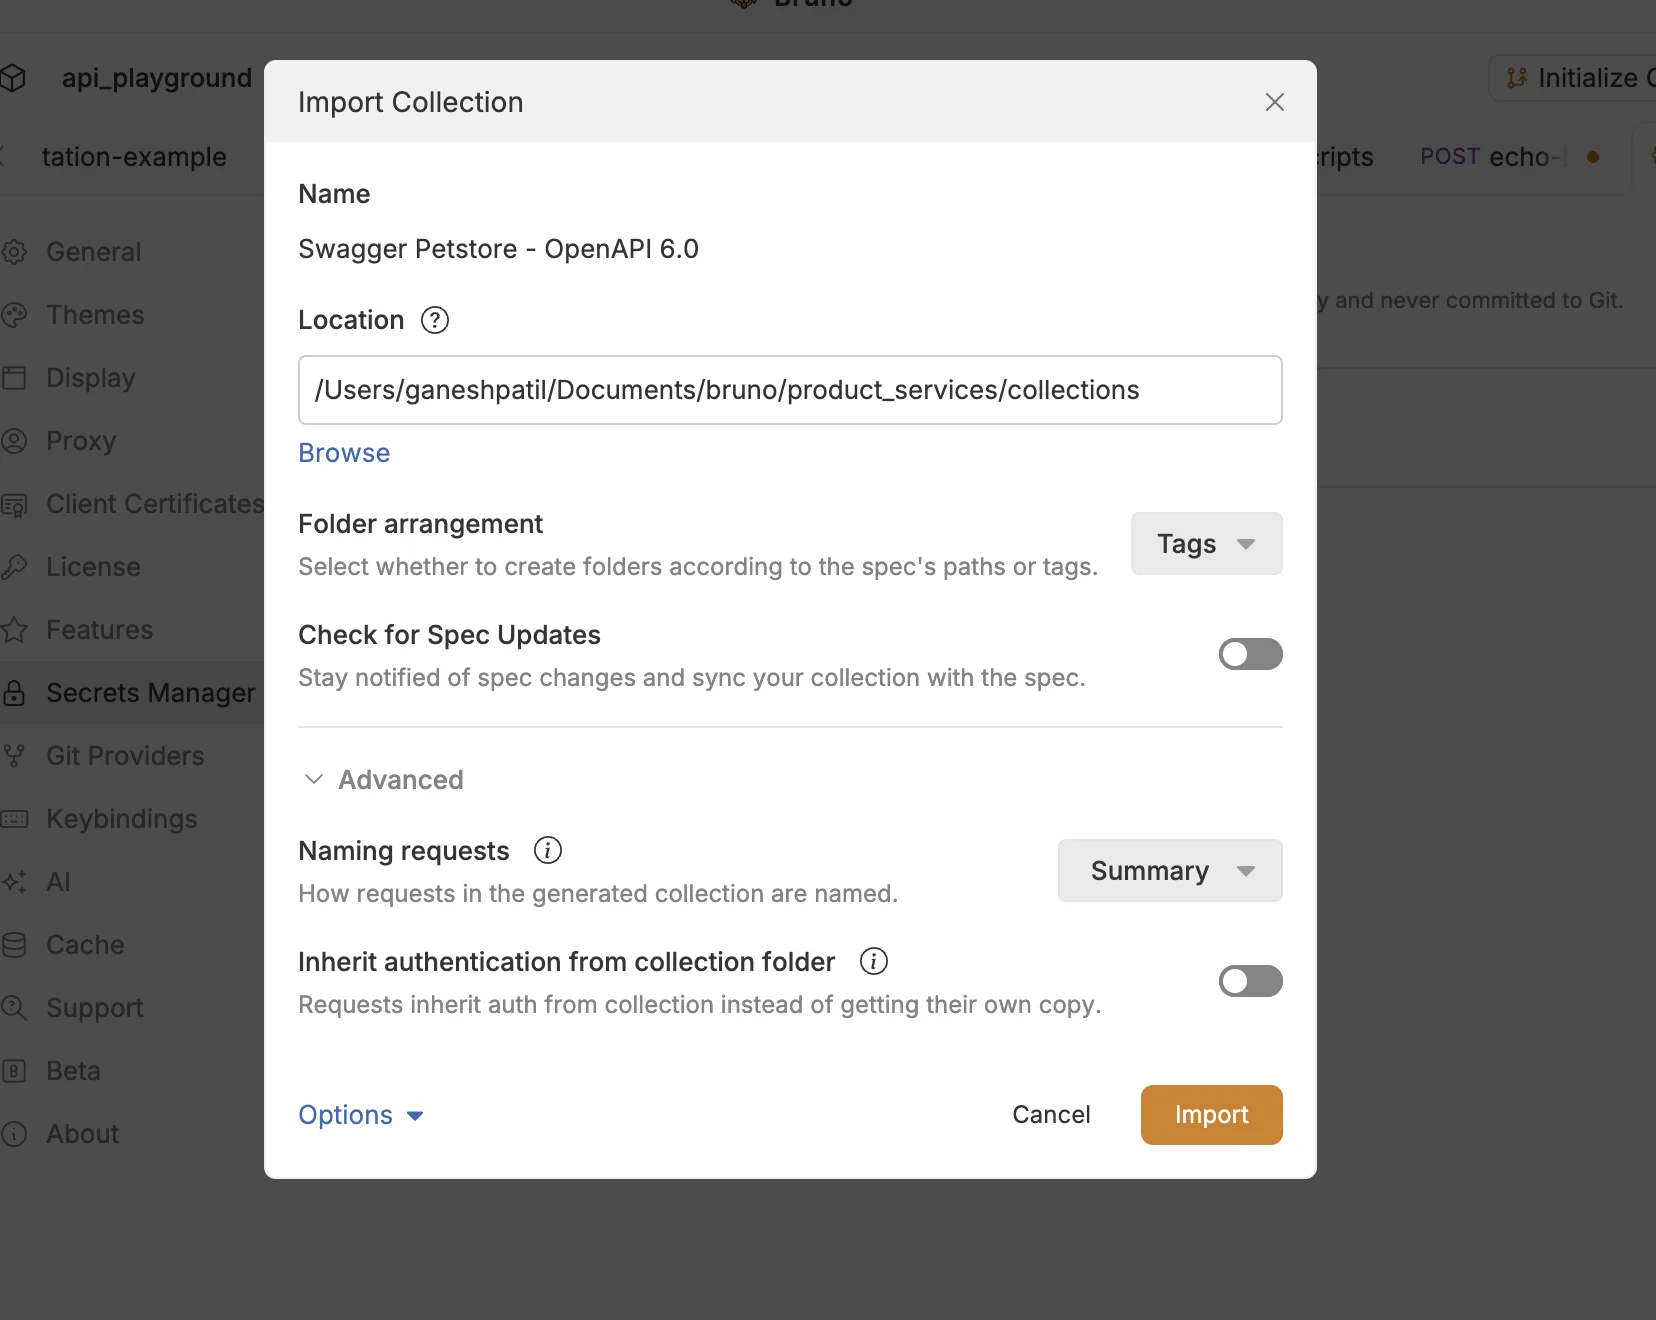 Bruno
api_playground
Initialize
tation-example
cripts
POST echo-
Import Collection
Name
Swagger Petstore - OpenAPI 6.0
Location
/Users/ganeshpatil/Documents/bruno/product_services/collections
Browse
Folder arrangement
Select whether to create folders according to the spec's paths or tags.
Tags
Check for Spec Updates
Stay notified of spec changes and sync your collection with the spec.
Advanced
Naming requests
How requests in the generated collection are named.
Summary
Inherit authentication from collection folder
Requests inherit auth from collection instead of getting their own copy.
Options
Cancel
Import
General
Themes
Display
Proxy
Client Certificates
License
Features
Secrets Manager
Git Providers
Keybindings
AI
Cache
Support
Beta
About
y and never committed to Git.